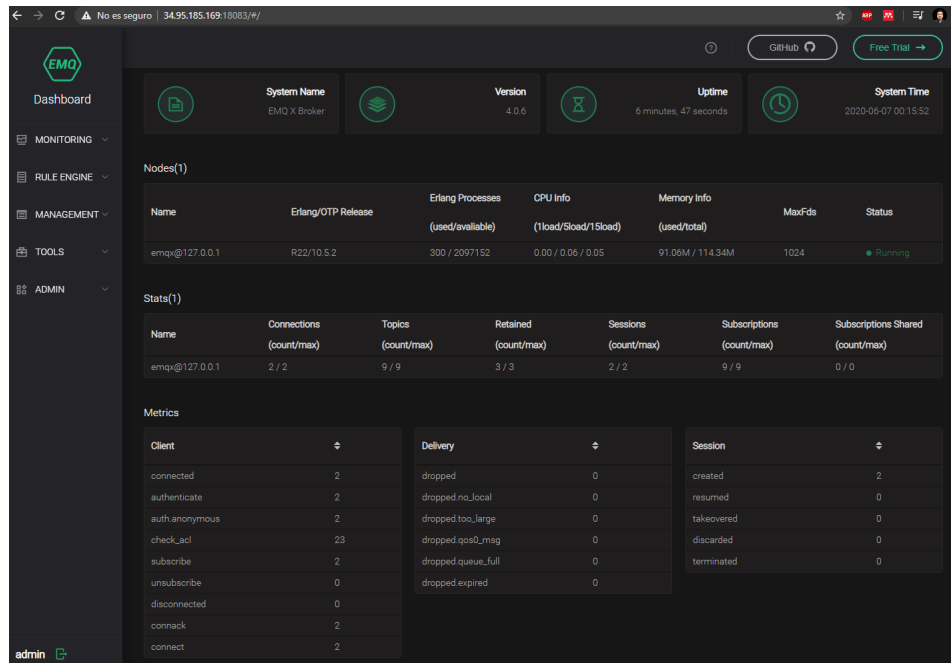 No es seguro | 34.95.185.169:18083/#/
ABP
EMQ
Dashboard
MONITORING
RULE ENGINE
MANAGEMENT
TOOLS
ADMIN
admin
GitHub
Free Trial →
System Name
EMQ X Broker
Version
4.0.6
Uptime
6 minutes, 47 seconds
System Time
2020-06-07 00:15:52
Nodes(1)
Name Erlang/OTP Release Erlang Processes (used/avaliable) CPU Info (1load/5load/15load) Memory Info (used/total) MaxFds Status
emqx@127.0.0.1 R22/10.5.2 300 / 2097152 0.00 / 0.06 / 0.05 91.06M / 114.34M 1024 Running
Stats(1)
Name Connections (count/max) Topics (count/max) Retained (count/max) Sessions (count/max) Subscriptions (count/max) Subscriptions Shared (count/max)
emqx@127.0.0.1 2 / 2 9 / 9 3 / 3 2 / 2 9 / 9 0 / 0
Metrics
Client
connected 2
authenticate 2
auth.anonymous 2
check_acl 23
subscribe 2
unsubscribe 0
disconnected 0
connack 2
connect 2
Delivery
dropped 0
dropped.no_local 0
dropped.too_large 0
dropped.qos0_msg 0
dropped.queue_full 0
dropped.expired 0
Session
created 2
resumed 0
takeovered 0
discarded 0
terminated 0